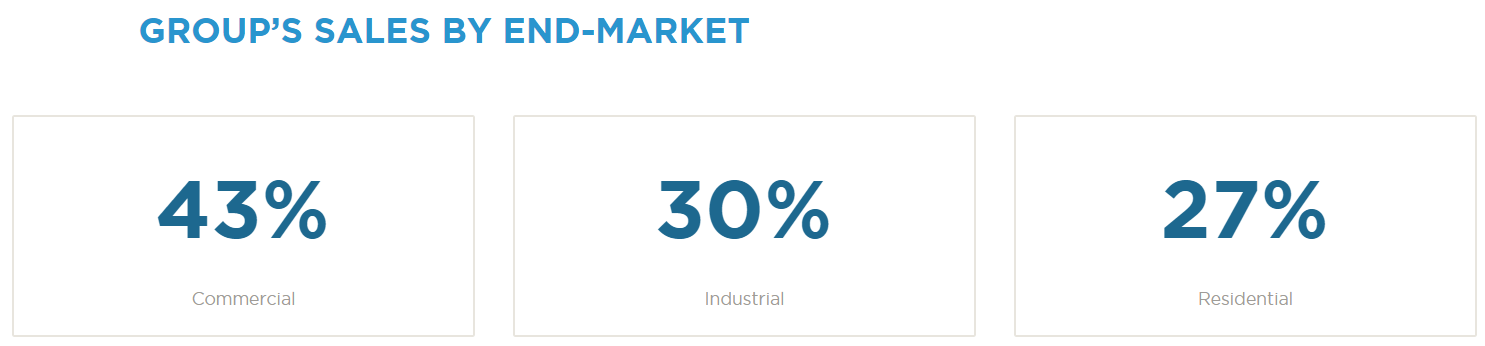 GROUP’S SALES BY END-MARKET
43%
Commercial
30%
Industrial
27%
Residential